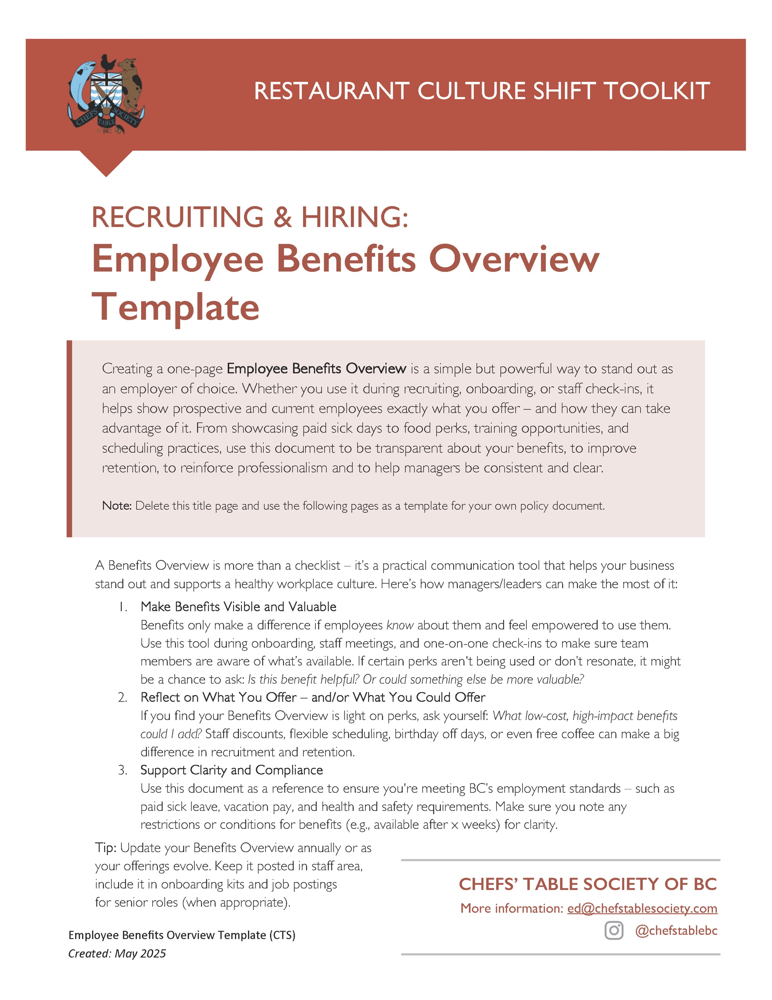 CHEFS' TABLE SOCIETY
BC
RESTAURANT CULTURE SHIFT TOOLKIT
RECRUITING & HIRING:
Employee Benefits Overview
Template
Creating a one-page Employee Benefits Overview is a simple but powerful way to stand out as
an employer of choice. Whether you use it during recruiting, onboarding, or staff check-ins, it
helps show prospective and current employees exactly what you offer – and how they can take
advantage of it. From showcasing paid sick days to food perks, training opportunities, and
scheduling practices, use this document to be transparent about your benefits, to improve
retention, to reinforce professionalism and to help managers be consistent and clear.
Note: Delete this title page and use the following pages as a template for your own policy document.
A Benefits Overview is more than a checklist – it's a practical communication tool that helps your business
stand out and supports a healthy workplace culture. Here's how managers/leaders can make the most of it:
1. Make Benefits Visible and Valuable
Benefits only make a difference if employees know about them and feel empowered to use them.
Use this tool during onboarding, staff meetings, and one-on-one check-ins to make sure team
members are aware of what's available. If certain perks aren't being used or don't resonate, it might
be a chance to ask: Is this benefit helpful? Or could something else be more valuable?
2. Reflect on What You Offer – and/or What You Could Offer
If you find your Benefits Overview is light on perks, ask yourself: What low-cost, high-impact benefits
could I add? Staff discounts, flexible scheduling, birthday off days, or even free coffee can make a big
difference in recruitment and retention.
3. Support Clarity and Compliance
Use this document as a reference to ensure you're meeting BC's employment standards – such as
paid sick leave, vacation pay, and health and safety requirements. Make sure you note any
restrictions or conditions for benefits (e.g., available after x weeks) for clarity.
Tip: Update your Benefits Overview annually or as
your offerings evolve. Keep it posted in staff area,
include it in onboarding kits and job postings
for senior roles (when appropriate).
CHEFS' TABLE SOCIETY OF BC
More information: ed@chefstablesociety.com
@chefstablebc
Employee Benefits Overview Template (CTS)
Created: May 2025